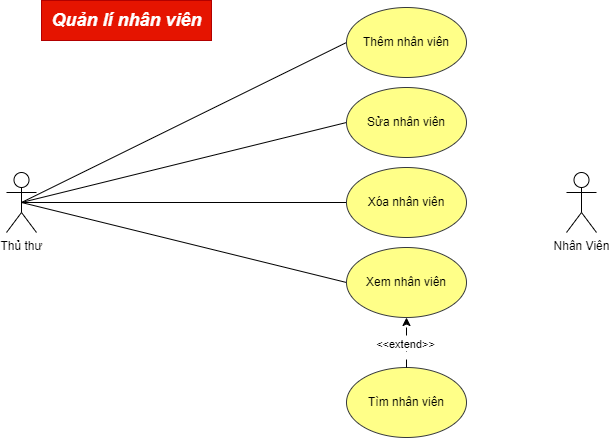 Quản lí nhân viên
Thêm nhân viên
Sửa nhân viên
Xóa nhân viên
Thủ thư
Nhân Viên
Xem nhân viên
<<extend>>
Tìm nhân viên